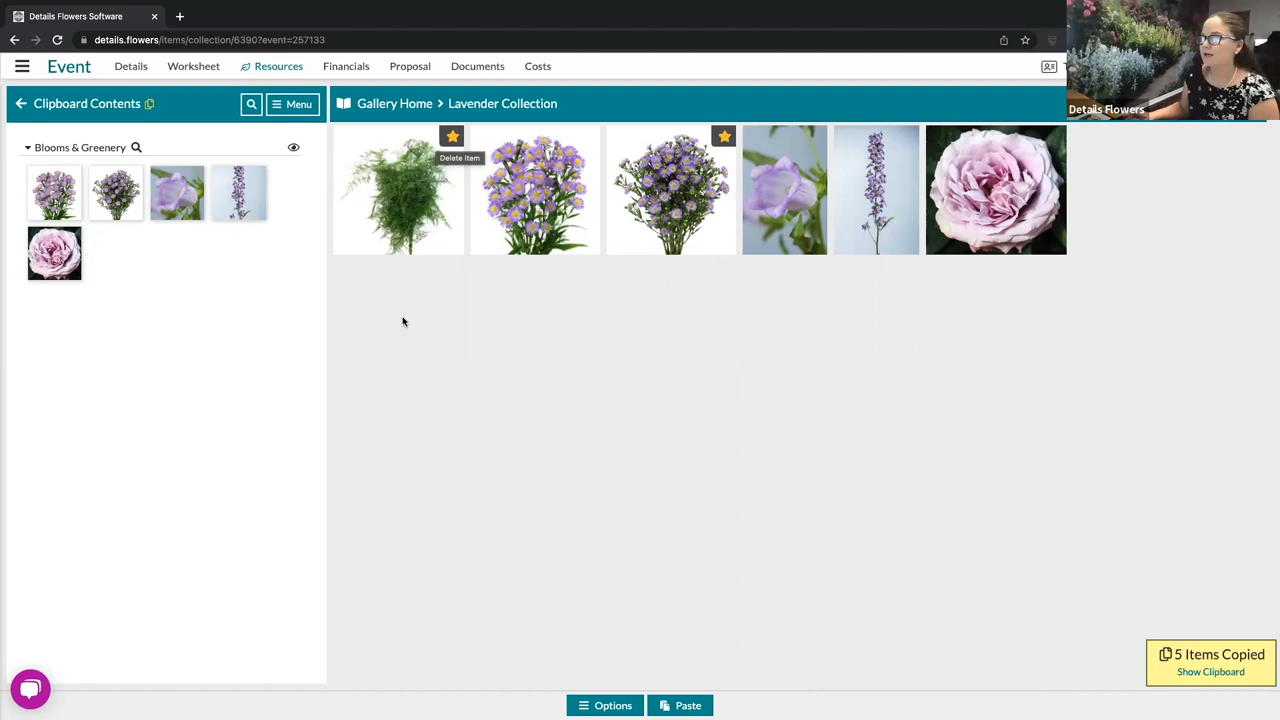 Details Flowers Software
details.flowers/items/collection/6390?event=257133
Event
Details
Worksheet
Resources
Financials
Proposal
Documents
Costs
Details Flowers
Clipboard Contents
Menu
Gallery Home > Lavender Collection
Blooms & Greenery
Delete Item
5 Items Copied
Show Clipboard
Options
Paste